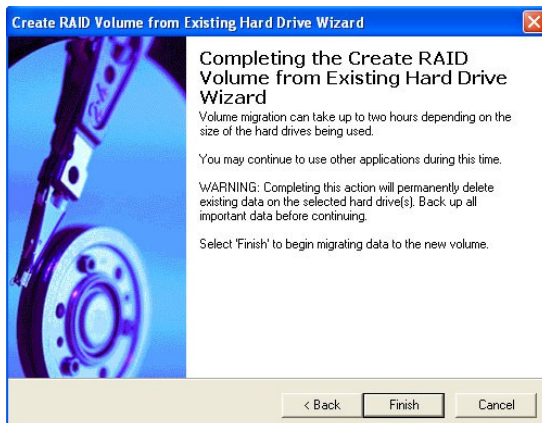 Create RAID Volume from Existing Hard Drive Wizard
Completing the Create RAID
Volume from Existing Hard Drive
Wizard
Volume migration can take up to two hours depending on the
size of the hard drives being used.
You may continue to use other applications during this time.
WARNING: Completing this action will permanently delete
existing data on the selected hard drive(s). Back up all
important data before continuing.
Select 'Finish' to begin migrating data to the new volume.
< Back Finish Cancel